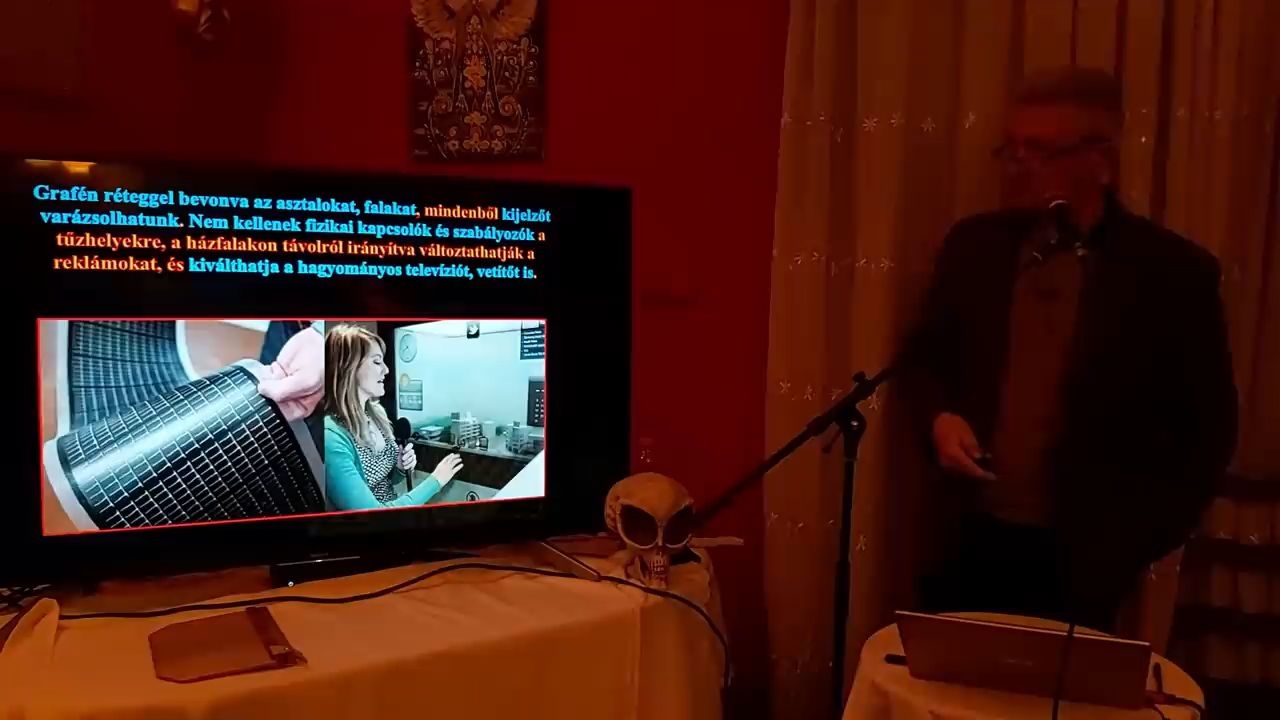 Grafén réteggel bevonva az asztalokat, falakat, mindenből kijelzőt
varázsolhatunk. Nem kellenek fizikai kapcsolók és szabályozók a
tűzhelyekre, a házfalakon távolról irányítva változtathatják a
reklámokat, és kiválthatja a hagyományos televíziót, vetítőt is.